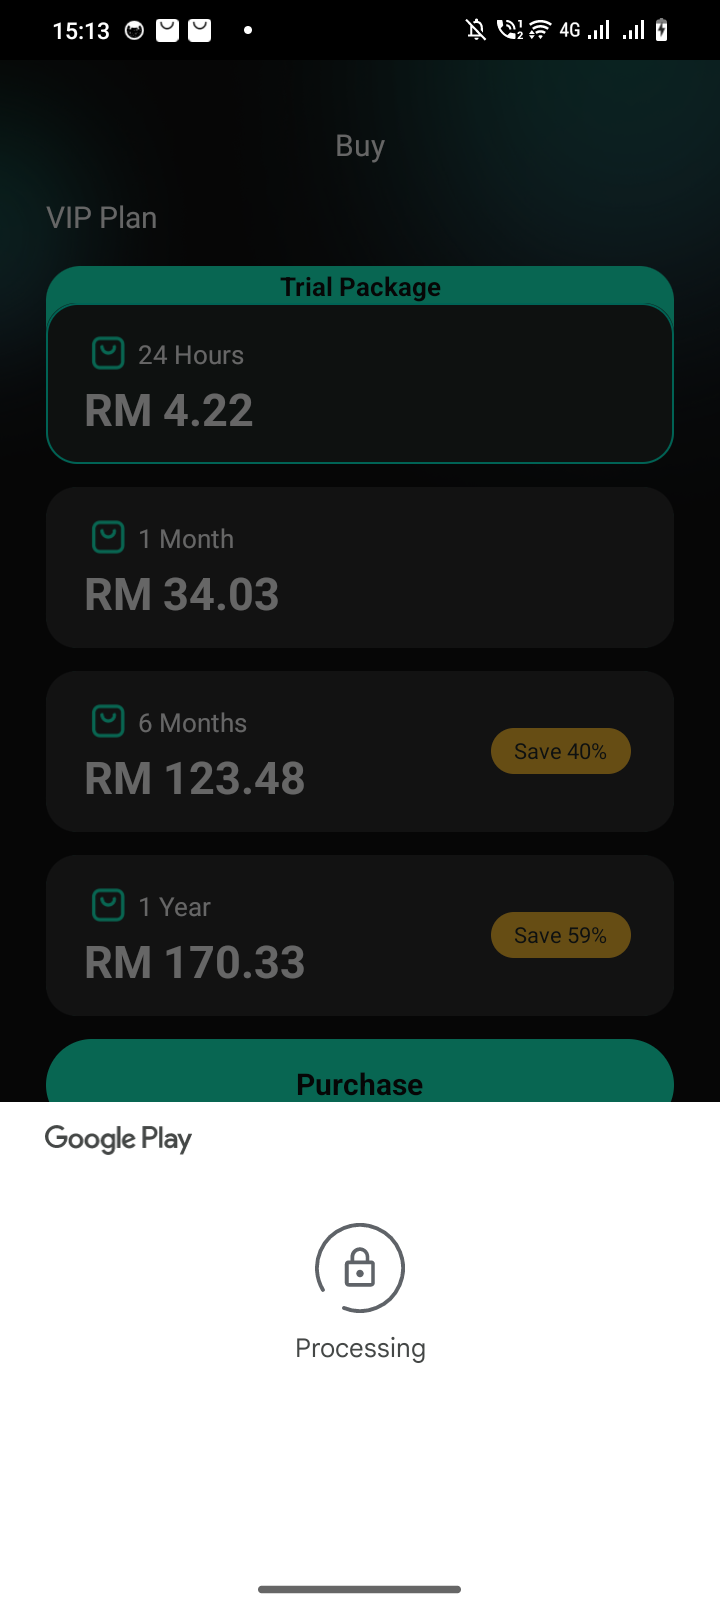 15:13
4G
Buy
VIP Plan
Trial Package
24 Hours
RM 4.22
1 Month
RM 34.03
6 Months
RM 123.48
Save 40%
1 Year
RM 170.33
Save 59%
Purchase
Google Play
Processing